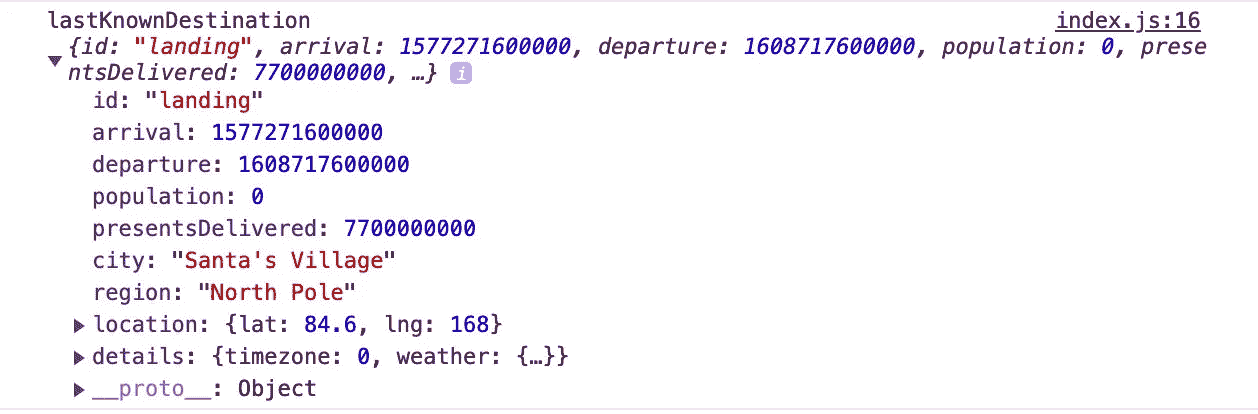 lastKnownDestination index.js:16
▼ {id: "landing", arrival: 1577271600000, departure: 1608717600000, population: 0, prese
ntsDelivered: 7700000000, …} i
id: "landing"
arrival: 1577271600000
departure: 1608717600000
population: 0
presentsDelivered: 7700000000
city: "Santa's Village"
region: "North Pole"
▶ location: {lat: 84.6, lng: 168}
▶ details: {timezone: 0, weather: {…}}
▶ __proto__: Object